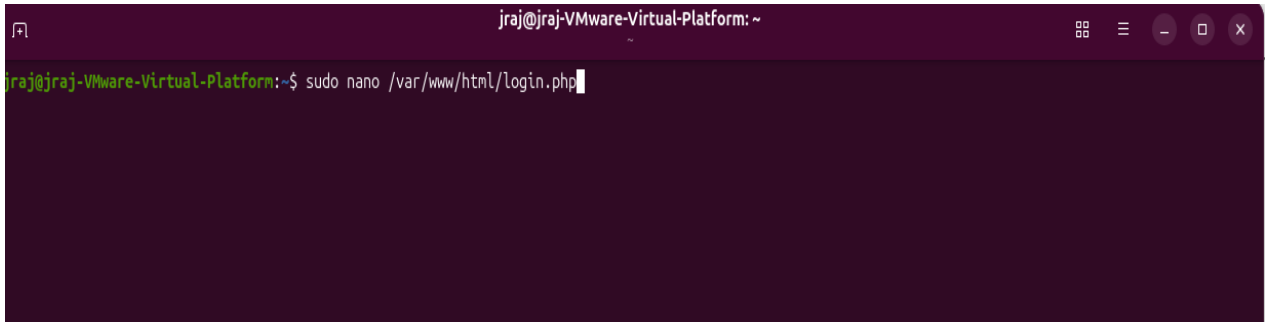 jraj@jraj-VMware-Virtual-Platform: ~
~
jraj@jraj-VMware-Virtual-Platform:~$ sudo nano /var/www/html/login.php